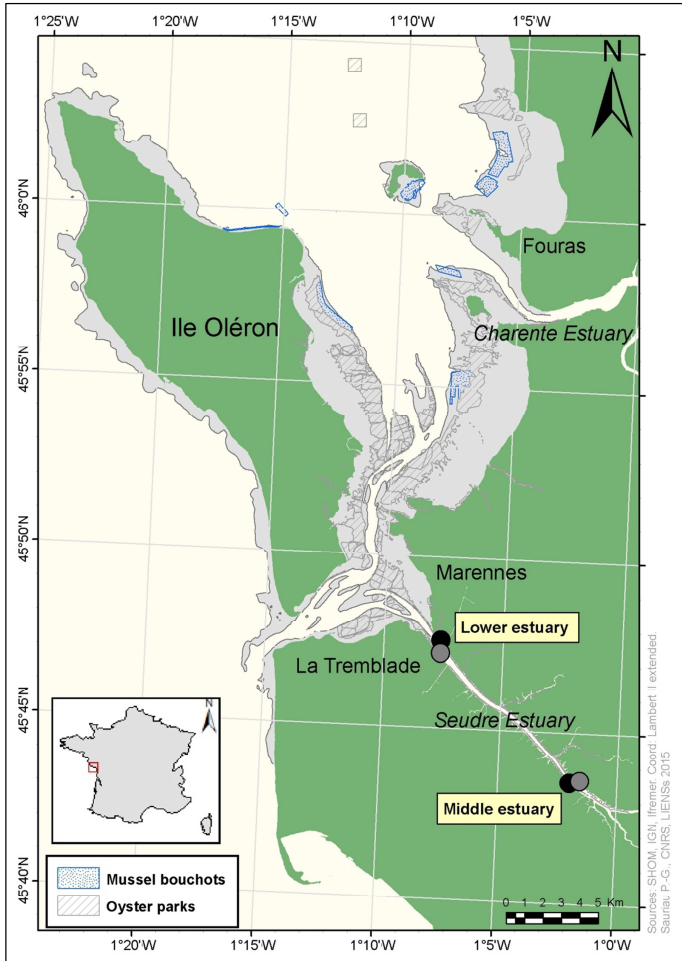 1°25'W 1°20'W 1°15'W 1°10'W 1°5'W
N
46°0'N
Fouras
Ile Oléron
Charente Estuary
45°55'N
45°50'N
Marennes
Lower estuary
La Tremblade
45°45'N
Seudre Estuary
N
Middle estuary
45°40'N
Mussel bouchots
Oyster parks
0 1 2 3 4 5 Km
1°20'W 1°15'W 1°10'W 1°5'W 1°0'W
Sources: SHOM, IGN, Ifremer. Coord: Lambert II extended.
Sauriau P.-G., CNRS, LIENSs 2015